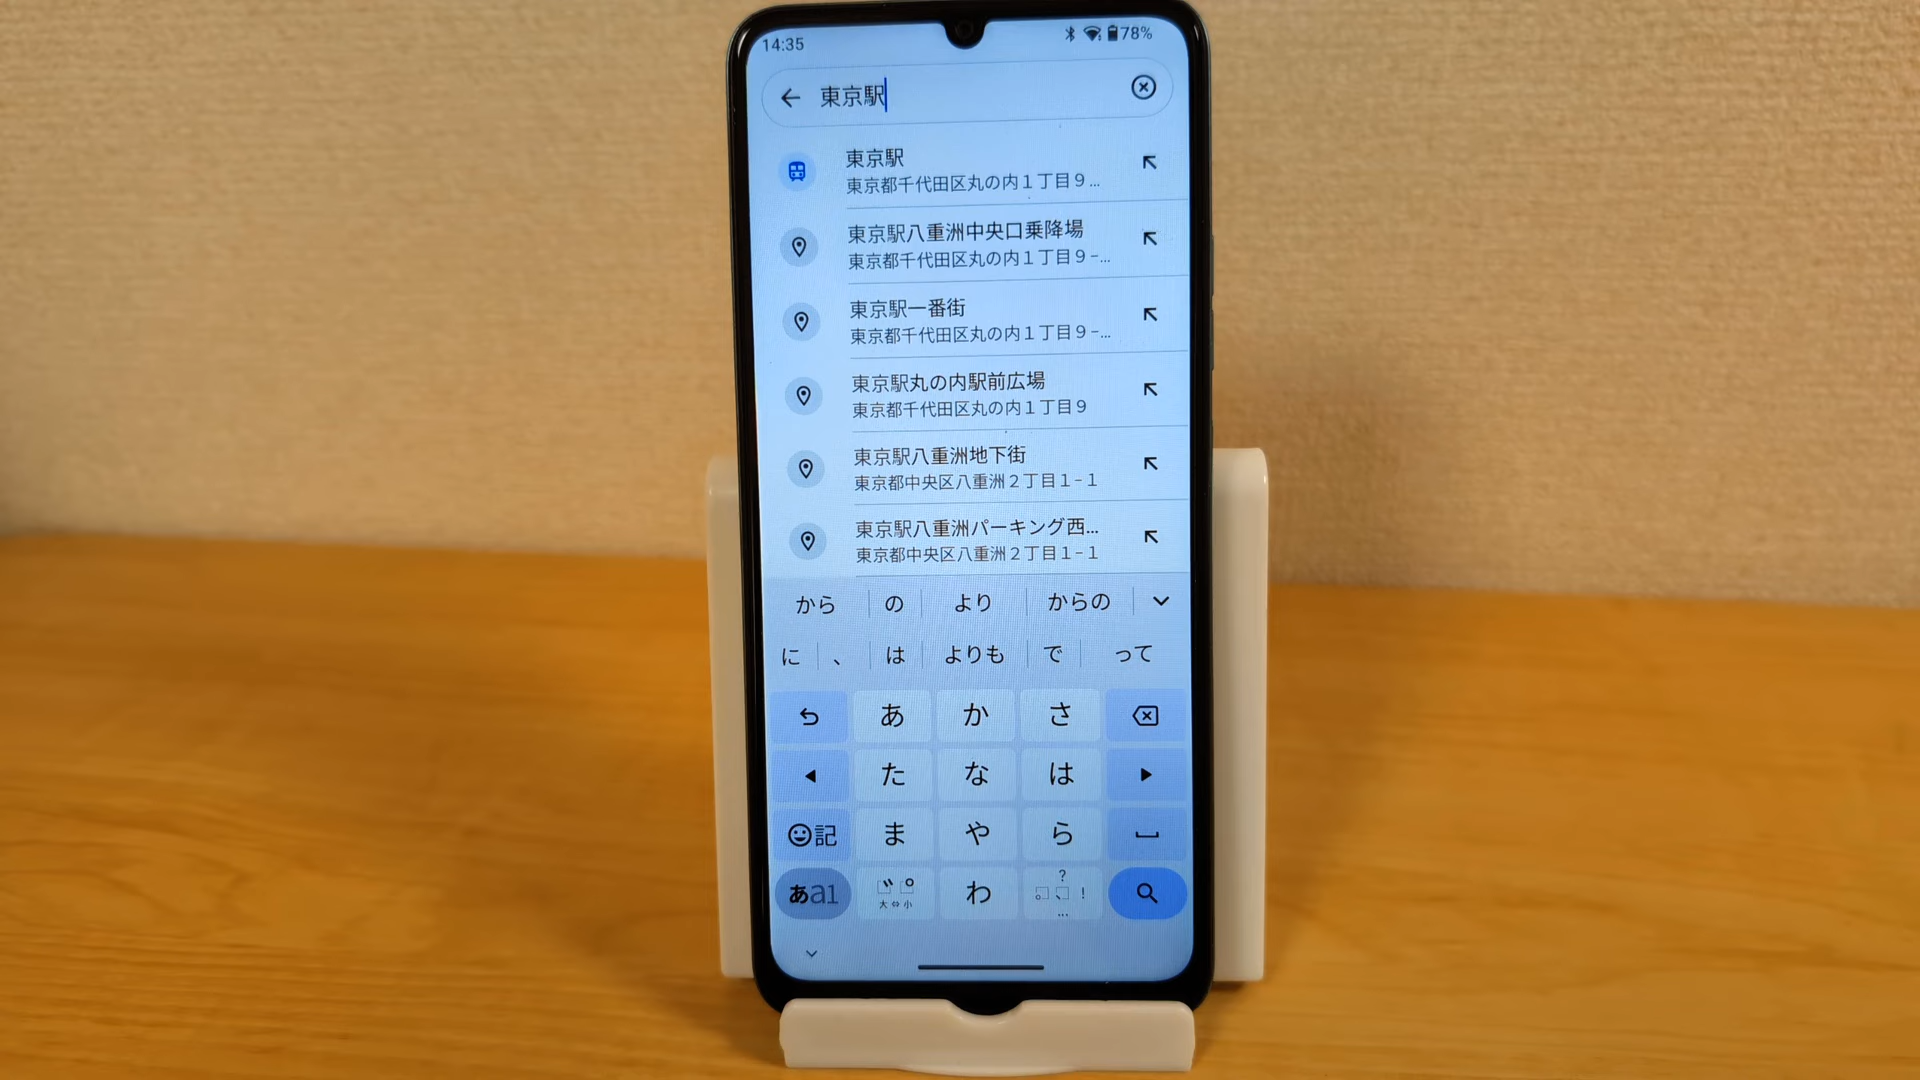 14:35 78%
東京駅
東京駅
東京都千代田区丸の内1丁目9...
東京駅八重洲中央口乗降場
東京都千代田区丸の内1丁目9−...
東京駅一番街
東京都千代田区丸の内1丁目9−...
東京駅丸の内駅前広場
東京都千代田区丸の内1丁目9
東京駅八重洲地下街
東京都中央区八重洲2丁目1−1
東京駅八重洲パーキング西...
東京都中央区八重洲2丁目1−1
から の より からの
に 、 は よりも で って
あ か さ
た な は
記 ま や ら
あa1 大⇔小 わ 。?!、…